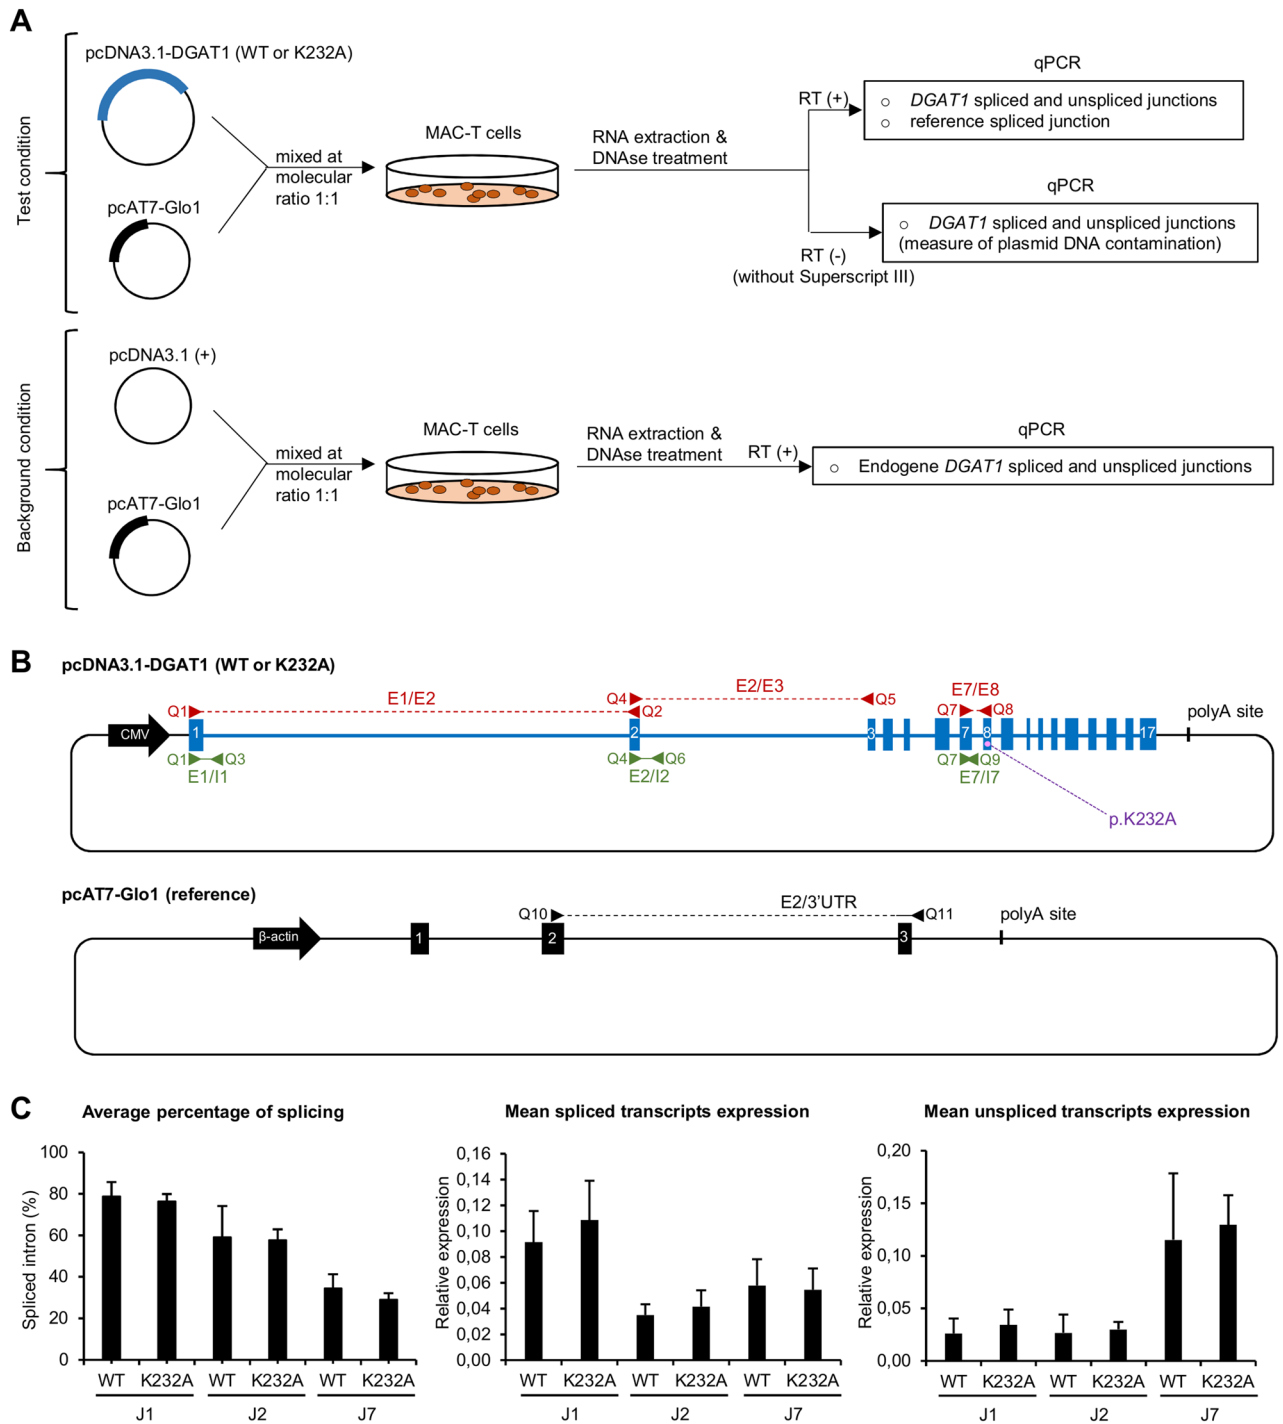 A
Test condition
pcDNA3.1-DGAT1 (WT or K232A)
pcAT7-Glo1
mixed at
molecular
ratio 1:1
MAC-T cells
RNA extraction &
DNAse treatment
RT (+)
qPCR
○ DGAT1 spliced and unspliced junctions
○ reference spliced junction
RT (-)
(without Superscript III)
qPCR
○ DGAT1 spliced and unspliced junctions
(measure of plasmid DNA contamination)
Background condition
pcDNA3.1 (+)
pcAT7-Glo1
mixed at
molecular
ratio 1:1
MAC-T cells
RNA extraction &
DNAse treatment
RT (+)
qPCR
○ Endogene DGAT1 spliced and unspliced junctions
B
pcDNA3.1-DGAT1 (WT or K232A)
Q1 E1/E2 Q2
Q4 E2/E3 Q5
E7/E8
Q7 Q8
CMV 1 2 3 7 8 17 polyA site
Q1 Q3
E1/I1
Q4 Q6
E2/I2
Q7 Q9
E7/I7
p.K232A
pcAT7-Glo1 (reference)
Q10 E2/3'UTR Q11
polyA site
β-actin 1 2 3
C
Average percentage of splicing
Spliced intron (%)
100
80
60
40
20
0
WT K232A WT K232A WT K232A
J1 J2 J7
Mean spliced transcripts expression
Relative expression
0,16
0,14
0,12
0,10
0,08
0,06
0,04
0,02
0,00
WT K232A WT K232A WT K232A
J1 J2 J7
Mean unspliced transcripts expression
Relative expression
0,20
0,15
0,10
0,05
0,00
WT K232A WT K232A WT K232A
J1 J2 J7